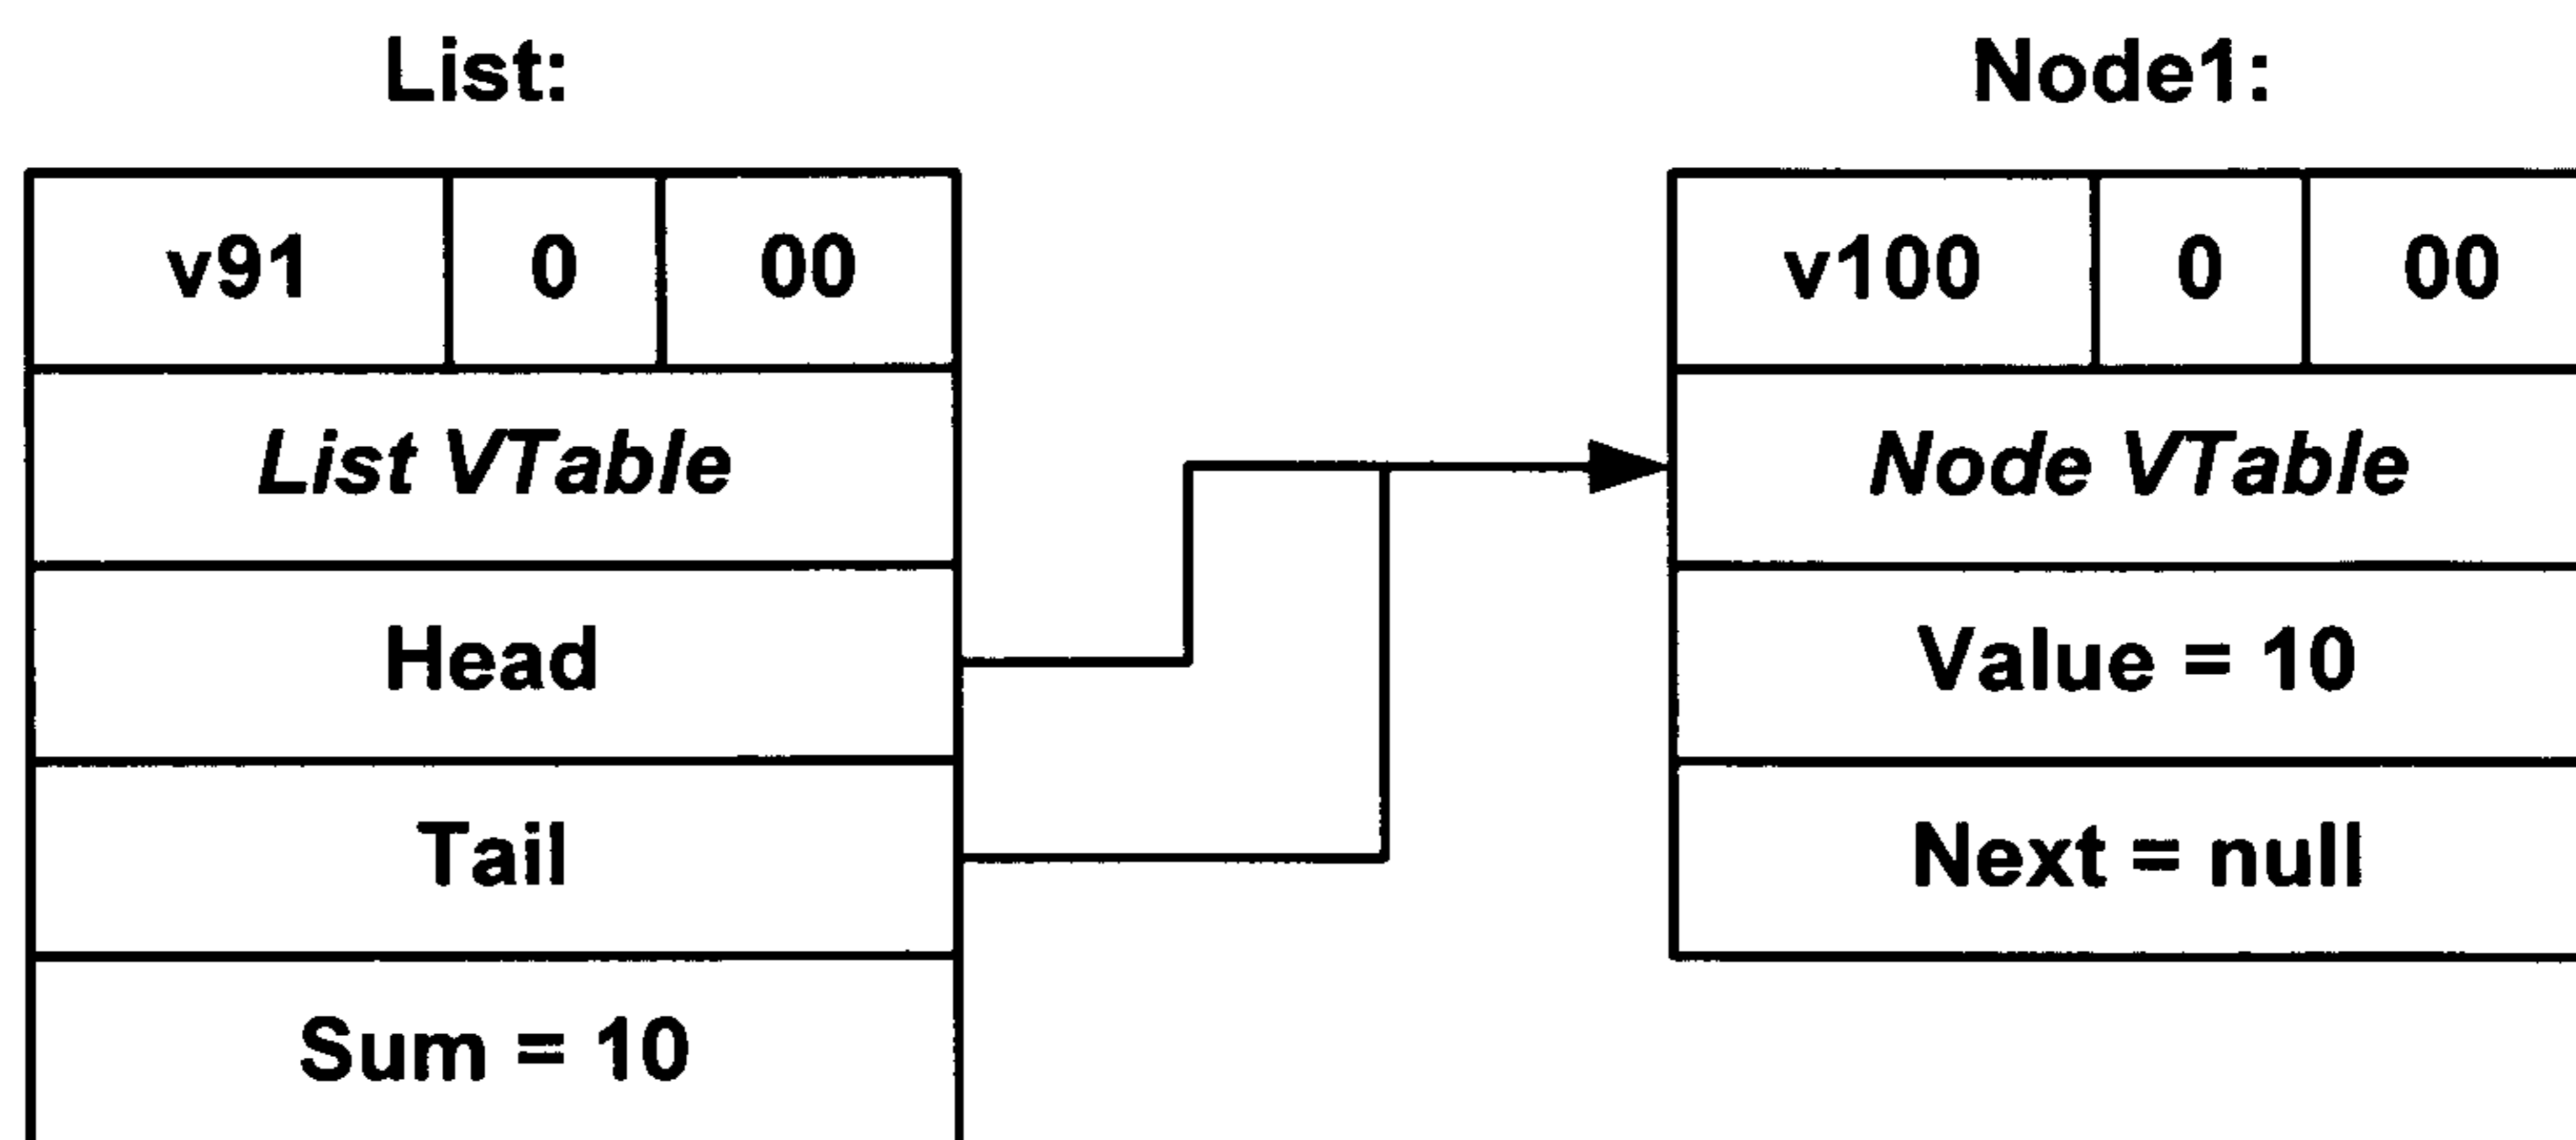 List:
v91 0 00
List VTable
Head
Tail
Sum = 10
Node1:
v100 0 00
Node VTable
Value = 10
Next = null